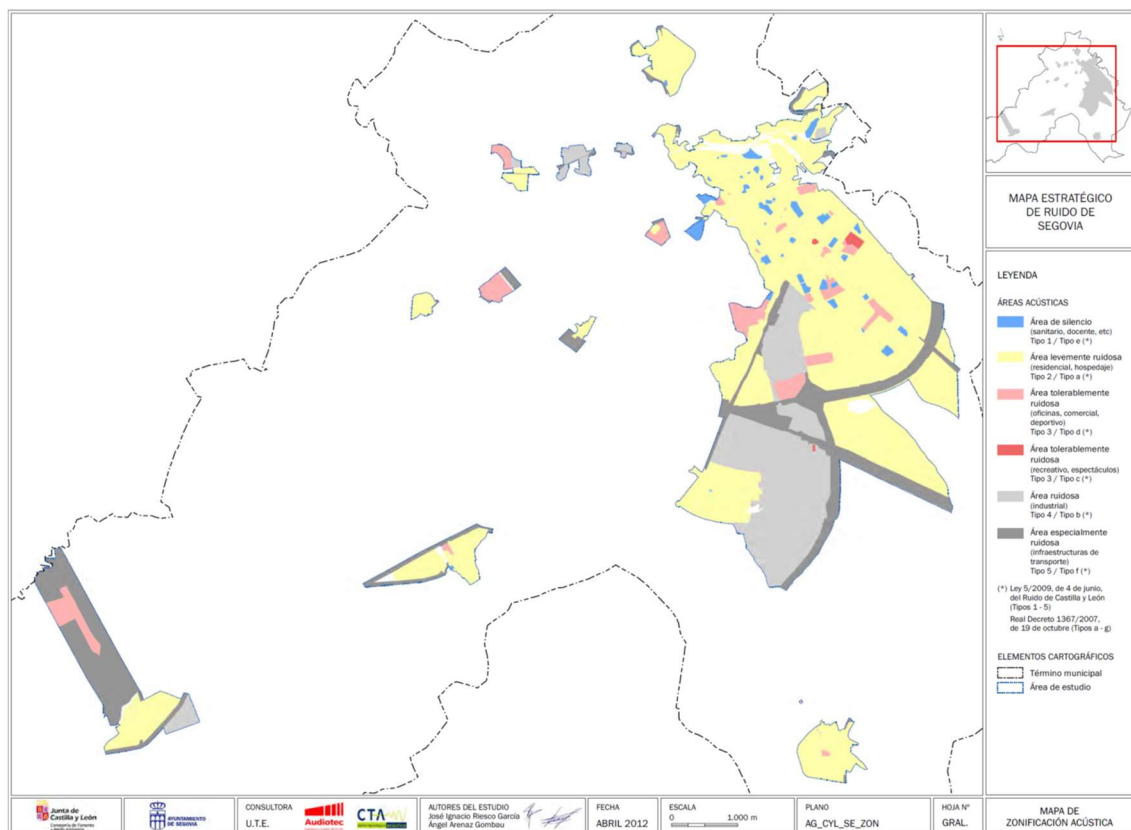 MAPA ESTRATÉGICO
DE RUIDO DE
SEGOVIA
LEYENDA
ÁREAS ACÚSTICAS
Área de silencio
(sanitario, docente, etc)
Tipo 1 / Tipo e (*)
Área levemente ruidosa
(residencial, hospedaje)
Tipo 2 / Tipo a (*)
Área tolerablemente
ruidosa
(oficinas, comercial,
deportivo)
Tipo 3 / Tipo d (*)
Área tolerablemente
ruidosa
(recreativo, espectáculos)
Tipo 3 / Tipo c (*)
Área ruidosa
(industrial)
Tipo 4 / Tipo b (*)
Área especialmente
ruidosa
(infraestructuras de
transporte)
Tipo 5 / Tipo f (*)
(*) Ley 5/2009, de 4 de junio,
del Ruido de Castilla y León
(Tipos 1 - 5)
Real Decreto 1367/2007,
de 19 de octubre (Tipos a - g)
ELEMENTOS CARTOGRÁFICOS
Término municipal
Área de estudio
Junta de
Castilla y León
Consejería de Fomento
AYUNTAMIENTO
DE SEGOVIA
CONSULTORA
U.T.E.
Audiotec
CTA
AUTORES DEL ESTUDIO
José Ignacio Riesco García
Ángel Arenaz Gombau
FECHA
ABRIL 2012
ESCALA
0 1.000 m
PLANO
AG_CYL_SE_ZON
HOJA Nº
GRAL.
MAPA DE
ZONIFICACIÓN ACÚSTICA